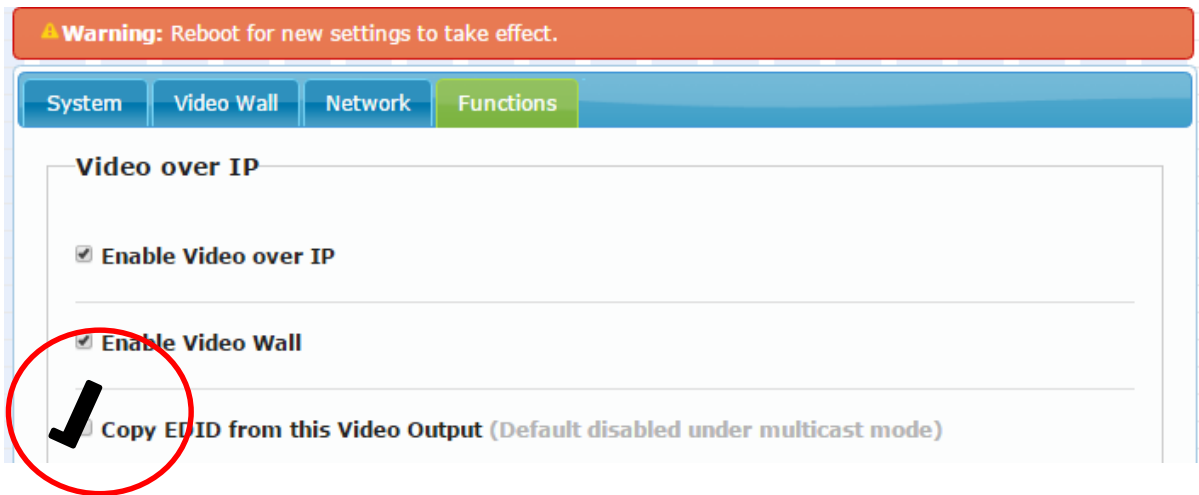 Warning: Reboot for new settings to take effect.
System Video Wall Network Functions
Video over IP
Enable Video over IP
Enable Video Wall
Copy EDID from this Video Output (Default disabled under multicast mode)